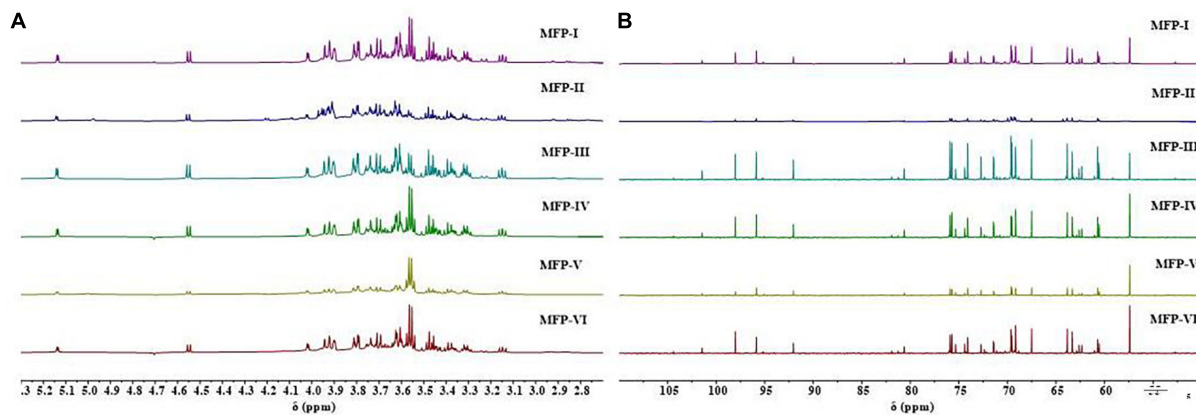 A
MFP-I
MFP-II
MFP-III
MFP-IV
MFP-V
MFP-VI
.3 5.2 5.1 5.0 4.9 4.8 4.7 4.6 4.5 4.4 4.3 4.2 4.1 4.0 3.9 3.8 3.7 3.6 3.5 3.4 3.3 3.2 3.1 3.0 2.9 2.8
δ (ppm)
B
MFP-I
MFP-II
MFP-III
MFP-IV
MFP-V
MFP-VI
105 100 95 90 85 80 75 70 65 60
δ (ppm)